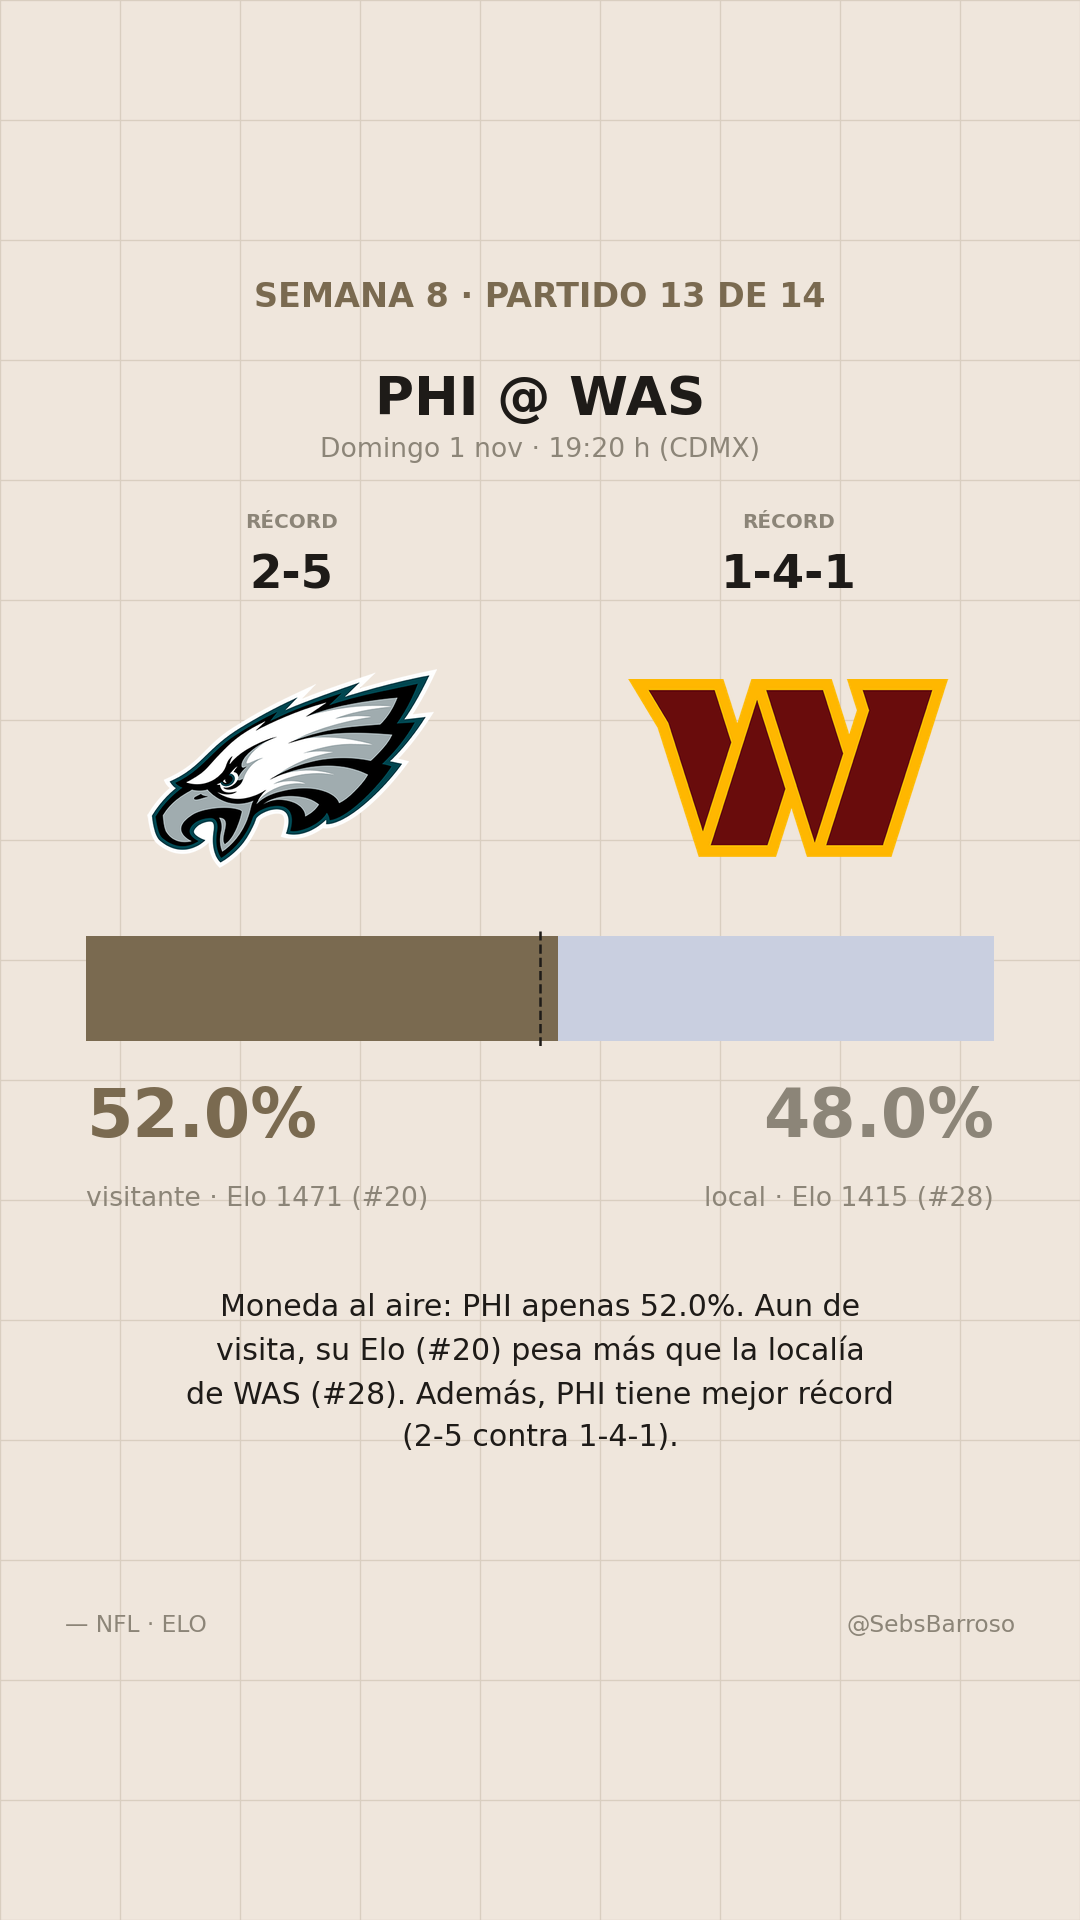 SEMANA 8 · PARTIDO 13 DE 14
PHI @ WAS
Domingo 1 nov · 19:20 h (CDMX)
RÉCORD
2-5
RÉCORD
1-4-1
52.0%
48.0%
visitante · Elo 1471 (#20)
local · Elo 1415 (#28)
Moneda al aire: PHI apenas 52.0%. Aun de
visita, su Elo (#20) pesa más que la localía
de WAS (#28). Además, PHI tiene mejor récord
(2-5 contra 1-4-1).
— NFL · ELO
@SebsBarroso